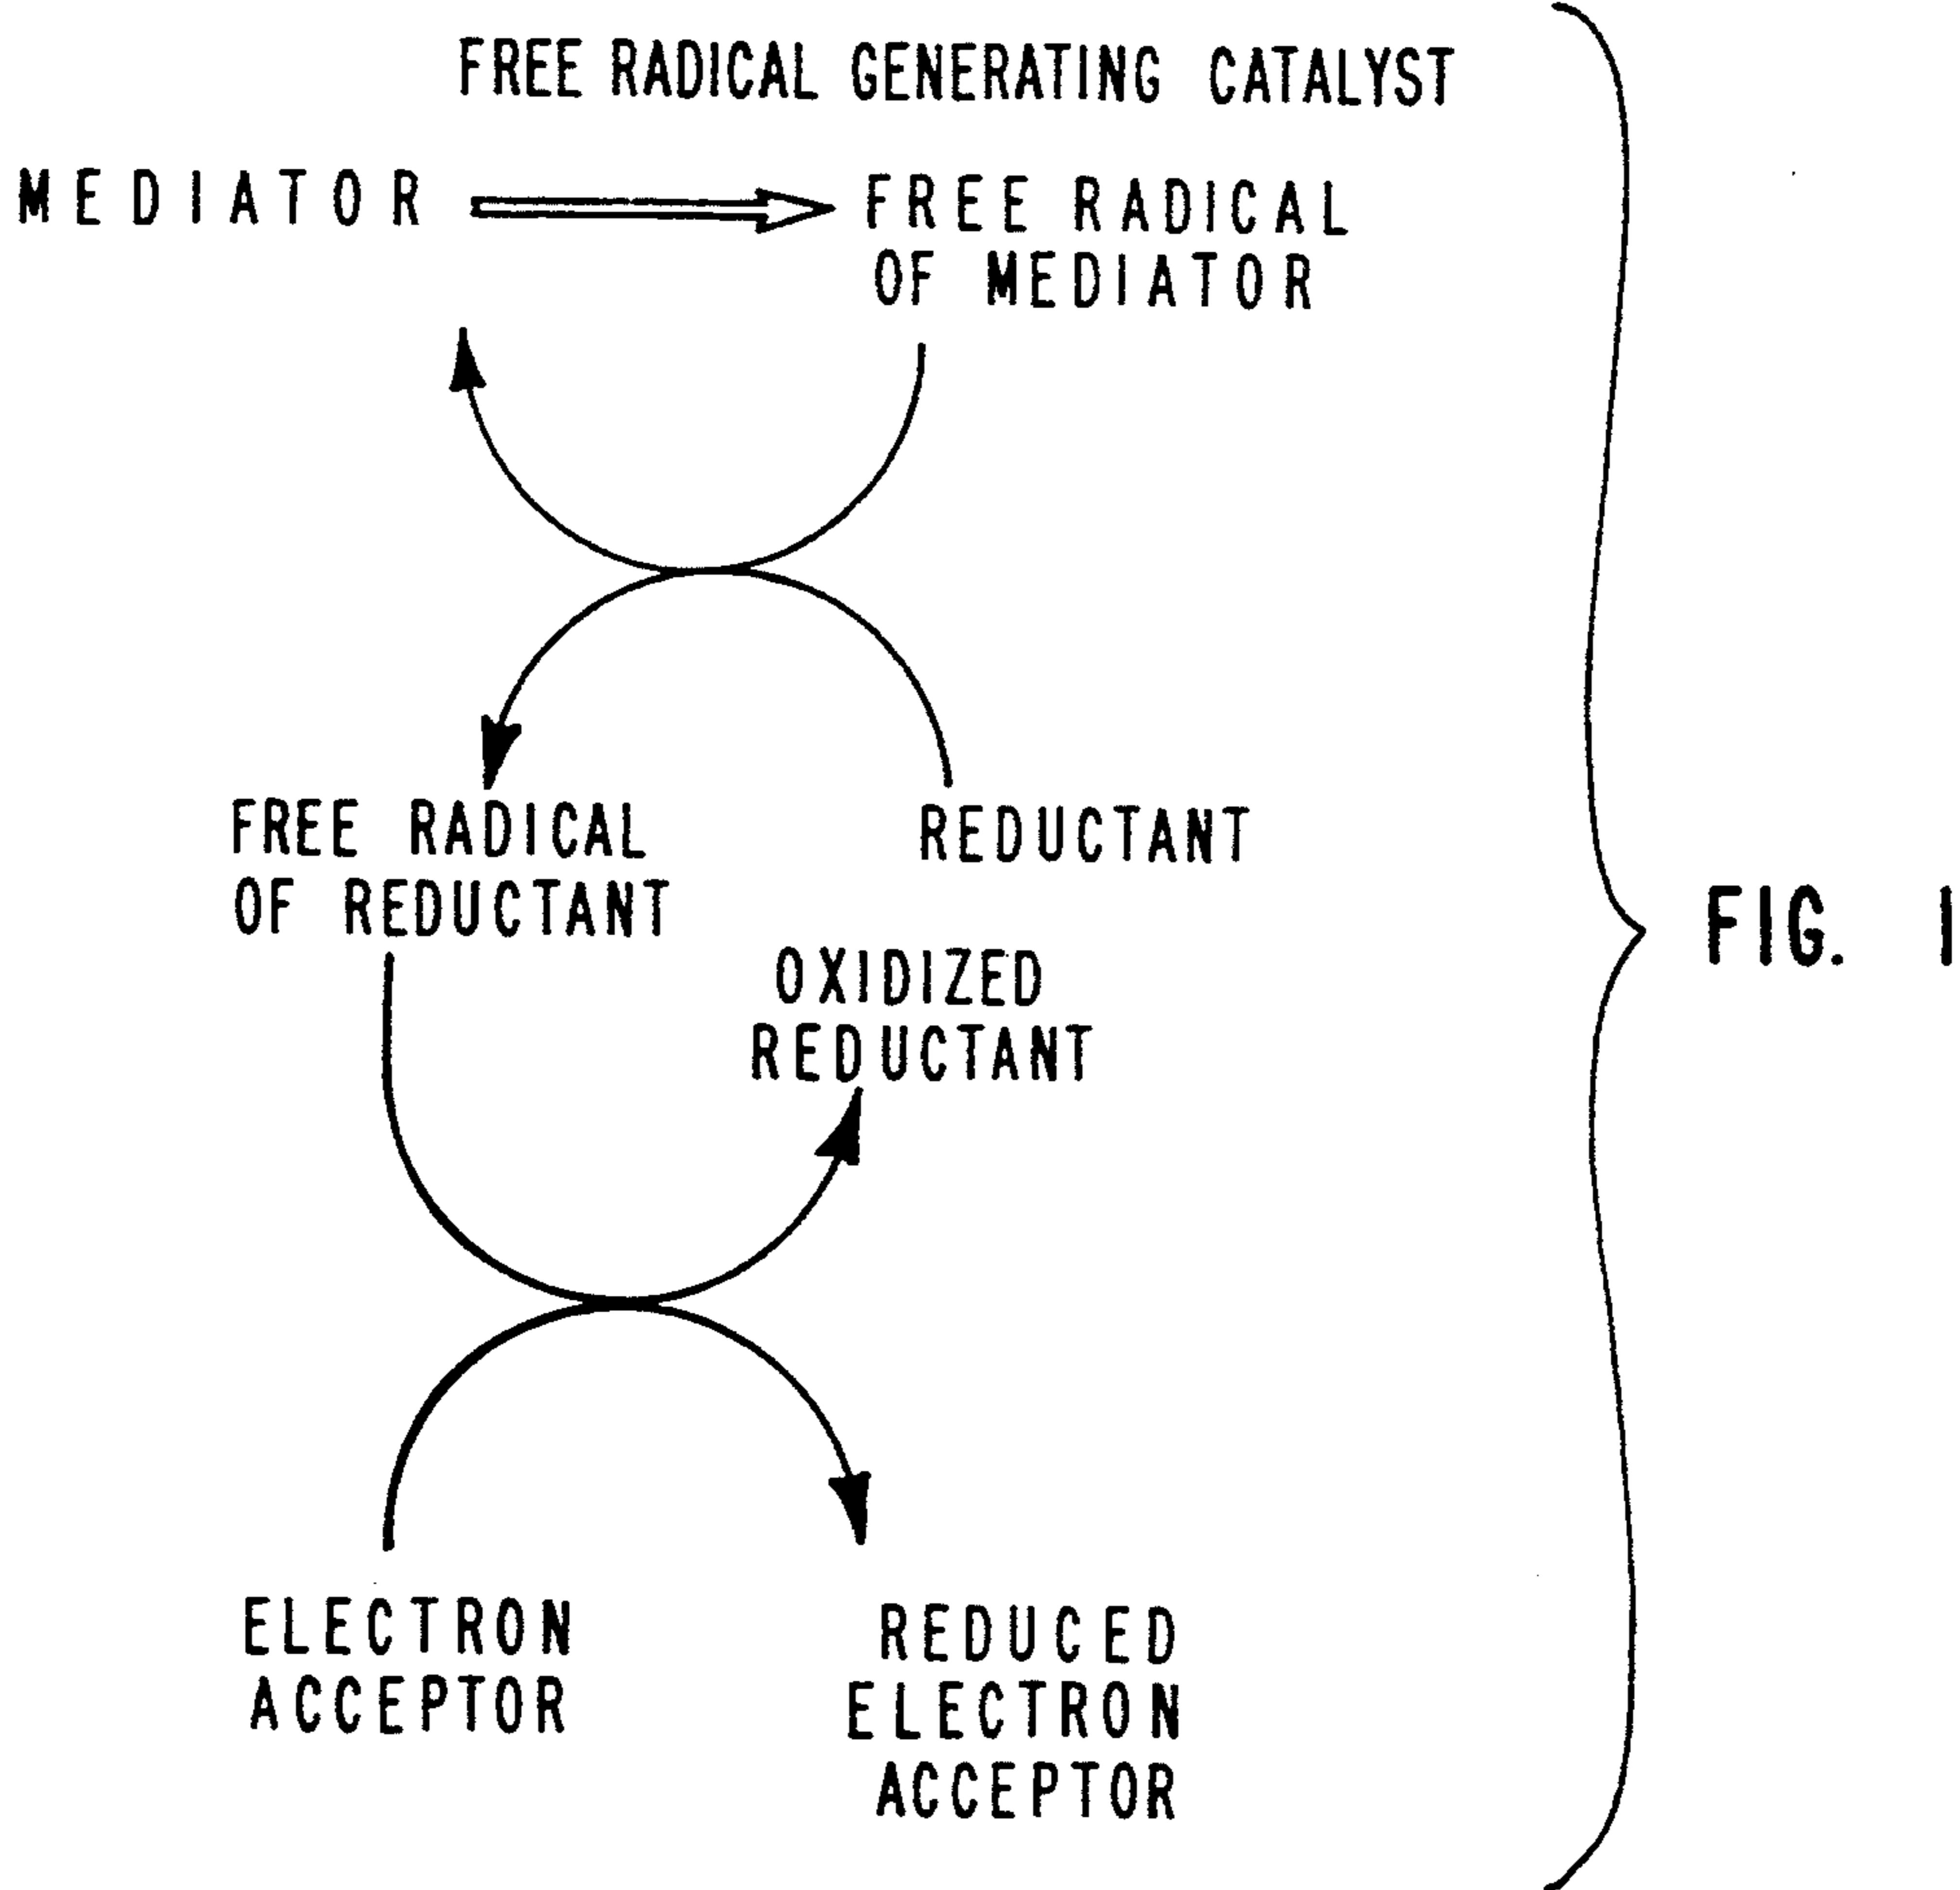 FREE RADICAL GENERATING CATALYST
MEDIATOR
FREE RADICAL
OF MEDIATOR
FREE RADICAL
OF REDUCTANT
REDUCTANT
OXIDIZED
REDUCTANT
FIG. 1
ELECTRON
ACCEPTOR
REDUCED
ELECTRON
ACCEPTOR